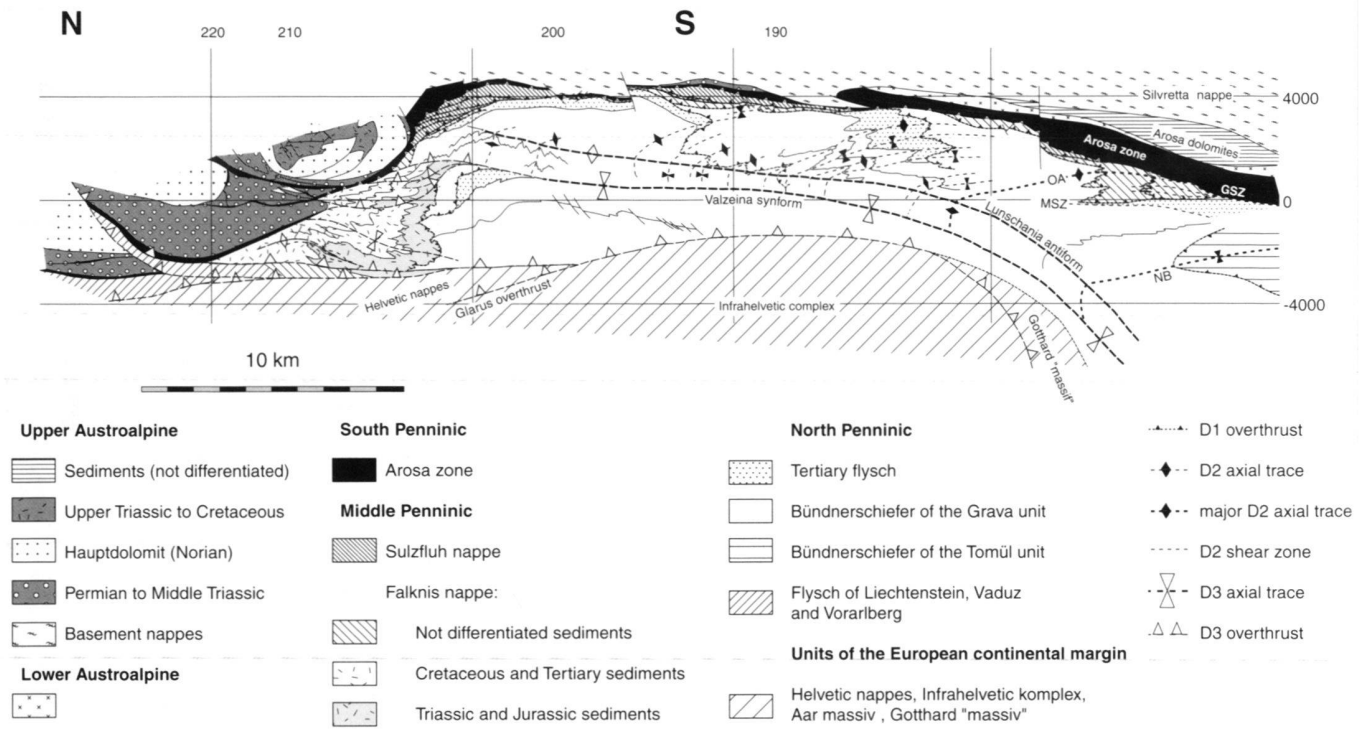 N
S
220
210
200
190
Silvretta nappe
4000
Arosa dolomites
Arosa zone
GSZ
OA
MSZ
0
Valzeina synform
Lunschania antiform
NB
Helvetic nappes
Glarus overthrust
Infrahelvetic complex
-4000
Gotthard "massif"
10 km
Upper Austroalpine
Sediments (not differentiated)
Upper Triassic to Cretaceous
Hauptdolomit (Norian)
Permian to Middle Triassic
Basement nappes
Lower Austroalpine
South Penninic
Arosa zone
Middle Penninic
Sulzfluh nappe
Falknis nappe:
Not differentiated sediments
Cretaceous and Tertiary sediments
Triassic and Jurassic sediments
North Penninic
Tertiary flysch
Bündnerschiefer of the Grava unit
Bündnerschiefer of the Tomül unit
Flysch of Liechtenstein, Vaduz
and Vorarlberg
Units of the European continental margin
Helvetic nappes, Infrahelvetic komplex,
Aar massiv , Gotthard "massiv"
D1 overthrust
D2 axial trace
major D2 axial trace
D2 shear zone
D3 axial trace
D3 overthrust